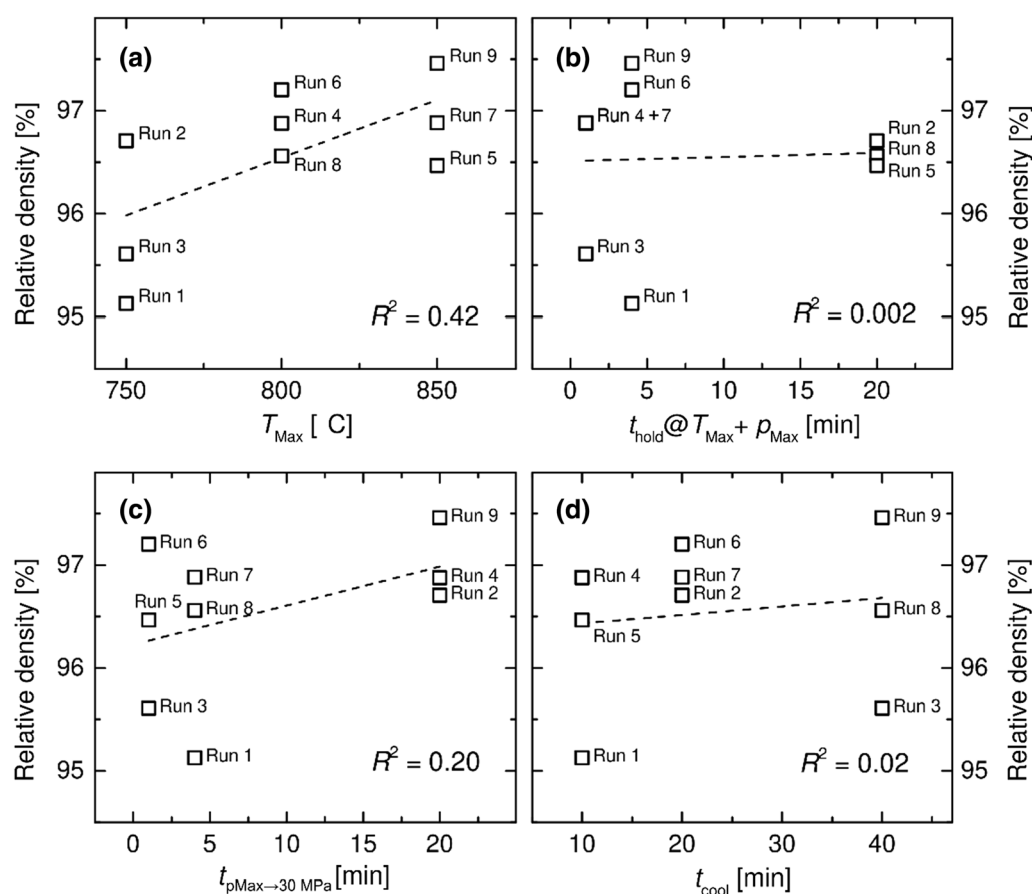 (a)
Run 9
Run 6
Run 4
Run 7
Run 2
Run 8
Run 5
Run 3
Run 1
R² = 0.42
97
96
95
Relative density [%]
750
800
850
T_Max [ C]
(b)
Run 9
Run 6
Run 4+7
Run 2
Run 8
Run 5
Run 3
Run 1
R² = 0.002
97
96
95
Relative density [%]
0
5
10
15
20
t_hold@T_Max+ p_Max [min]
(c)
Run 9
Run 6
Run 7
Run 4
Run 5
Run 8
Run 2
Run 3
Run 1
R² = 0.20
97
96
95
Relative density [%]
0
5
10
15
20
t_pMax→30 MPa [min]
(d)
Run 9
Run 6
Run 4
Run 7
Run 2
Run 8
Run 5
Run 3
Run 1
R² = 0.02
97
96
95
Relative density [%]
10
20
30
40
t_cool [min]